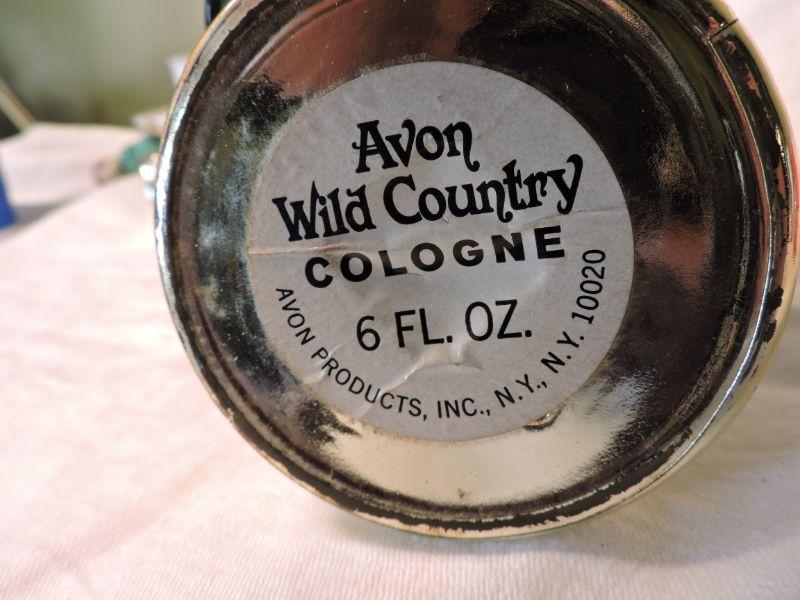 Avon
Wild Country
COLOGNE
6 FL. OZ.
AVON PRODUCTS, INC., N.Y., N.Y. 10020